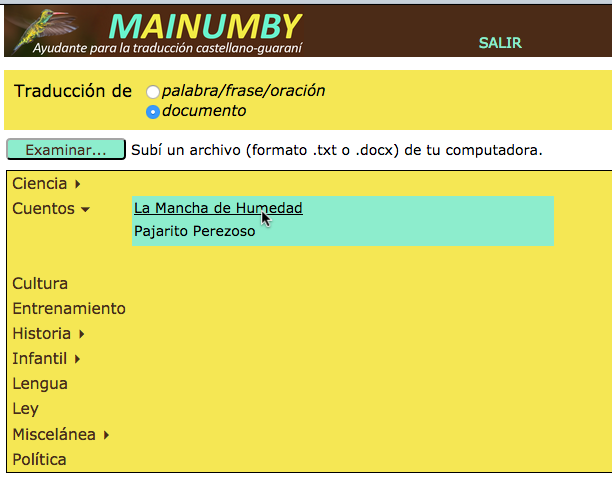 MAINUMBY
Ayudante para la traducción castellano-guaraní
SALIR
Traducción de
palabra/frase/oración
documento
Examinar... Subí un archivo (formato .txt o .docx) de tu computadora.
Ciencia
Cuentos
La Mancha de Humedad
Pajarito Perezoso
Cultura
Entrenamiento
Historia
Infantil
Lengua
Ley
Miscelánea
Política